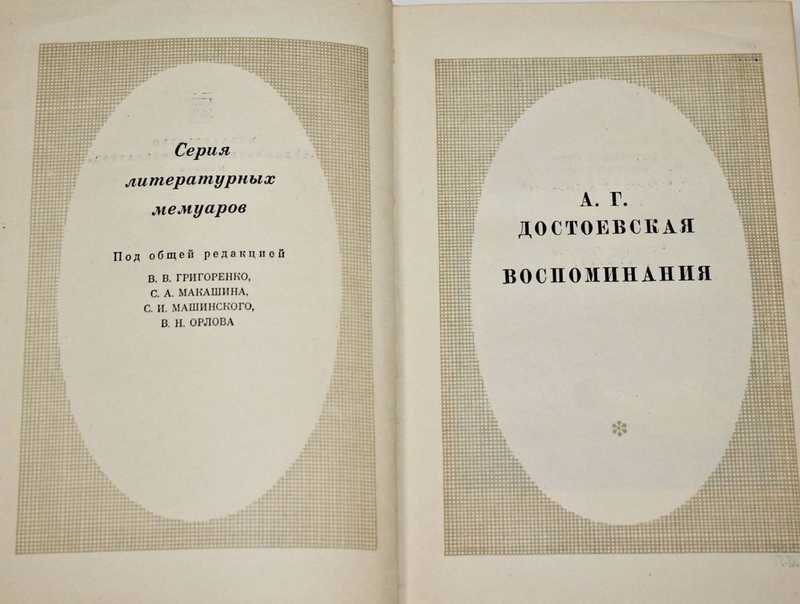 Серия
литературных
мемуаров
Под общей редакцией
В. В. ГРИГОРЕНКО,
С. А. МАКАШИНА,
С. И. МАШИНСКОГО,
В. Н. ОРЛОВА
А. Г.
ДОСТОЕВСКАЯ
ВОСПОМИНАНИЯ